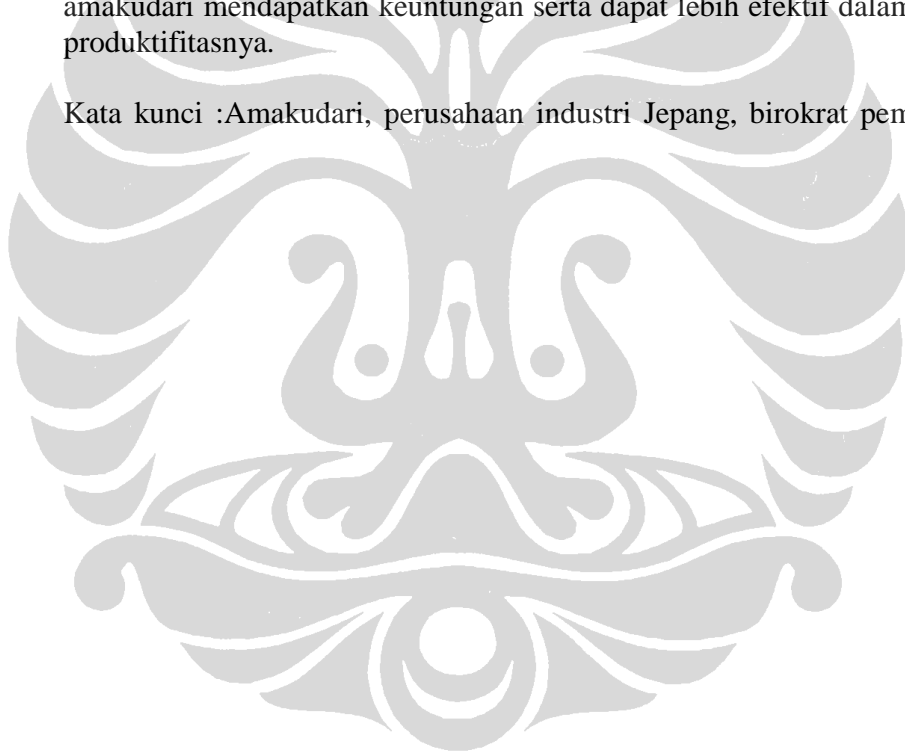 amakudari mendapatkan keuntungan serta dapat lebih efektif dalam
produktifitasnya.
Kata kunci :Amakudari, perusahaan industri Jepang, birokrat